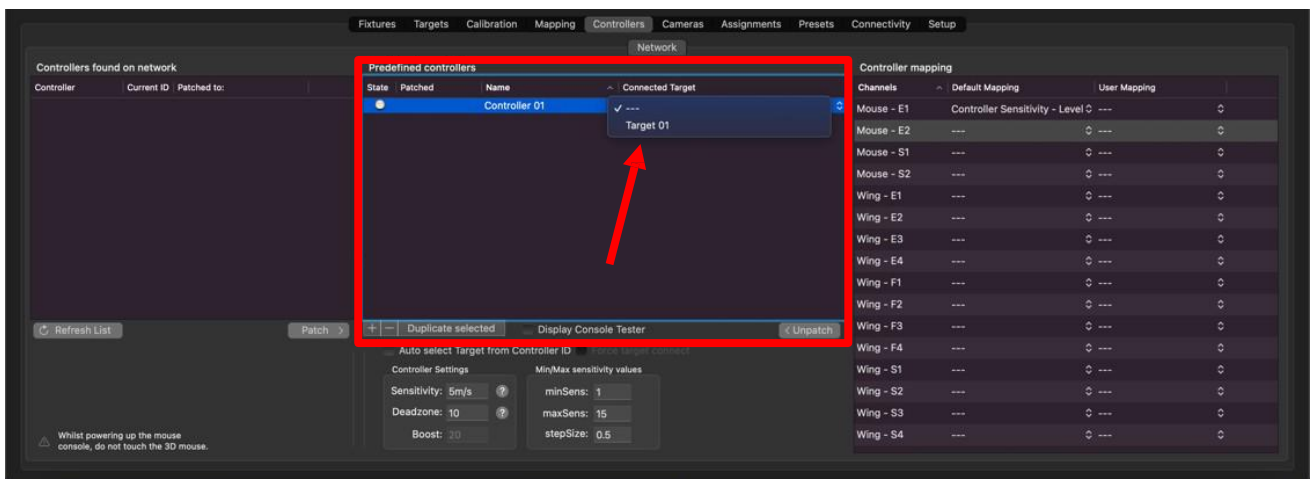 Fixtures Targets Calibration Mapping Controllers Cameras Assignments Presets Connectivity Setup
Network
Controllers found on network
Controller Current ID Patched to:
Refresh List Patch >
Whilst powering up the mouse
console, do not touch the 3D mouse.
Predefined controllers
State Patched Name Connected Target
Controller 01
✓ ---
Target 01
+ − Duplicate selected Display Console Tester < Unpatch
Auto select Target from Controller ID Force target connect
Controller Settings
Sensitivity: 5m/s ?
Deadzone: 10 ?
Boost: 20
Min/Max sensitivity values
minSens: 1
maxSens: 15
stepSize: 0.5
Controller mapping
Channels Default Mapping User Mapping
Mouse - E1 Controller Sensitivity - Level ---
Mouse - E2 --- ---
Mouse - S1 --- ---
Mouse - S2 --- ---
Wing - E1 --- ---
Wing - E2 --- ---
Wing - E3 --- ---
Wing - E4 --- ---
Wing - F1 --- ---
Wing - F2 --- ---
Wing - F3 --- ---
Wing - F4 --- ---
Wing - S1 --- ---
Wing - S2 --- ---
Wing - S3 --- ---
Wing - S4 --- ---